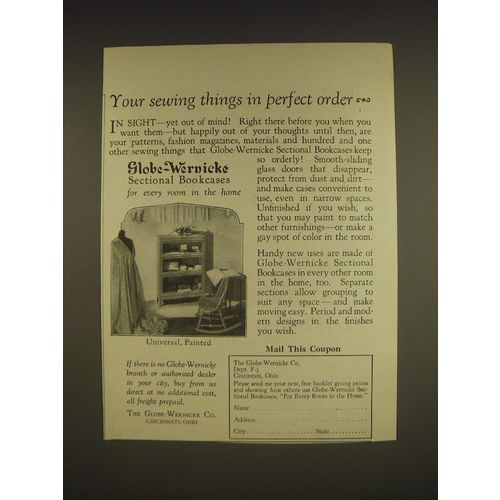 Your sewing things in perfect order
IN SIGHT—yet out of mind! Right there before you when you
want them—but happily out of your thoughts until then, are
your patterns, fashion magazines, materials and hundred and one
other sewing things that Globe-Wernicke Sectional Bookcases keep
so orderly! Smooth-sliding
glass doors that disappear,
protect from dust and dirt—
and make cases convenient to
use, even in narrow spaces.
Unfinished if you wish, so
that you may paint to match
other furnishings—or make a
gay spot of color in the room.
Handy new uses are made of
Globe-Wernicke Sectional
Bookcases in every other room
in the home, too. Separate
sections allow grouping to
suit any space—and make
moving easy. Period and mod-
ern designs in the finishes
you wish.
Globe-Wernicke
Sectional Bookcases
for every room in the home
Universal, Painted
If there is no Globe-Wernicke
branch or authorized dealer
in your city, buy from us
direct at no additional cost,
all freight prepaid.
THE GLOBE-WERNICKE CO.
CINCINNATI, OHIO
Mail This Coupon
The Globe-Wernicke Co.
Dept. F-5
Cincinnati, Ohio
Please send me your new, free booklet giving prices
and showing how others use Globe-Wernicke Sec-
tional Bookcases, "For Every Room in the Home."
Name
Address
City State